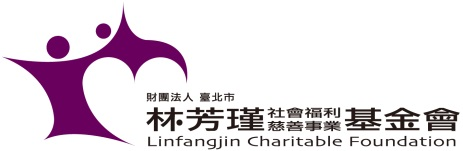 財團法人 臺北市
林芳瑾 社會福利 慈善事業 基金會
Linfangjin Charitable Foundation